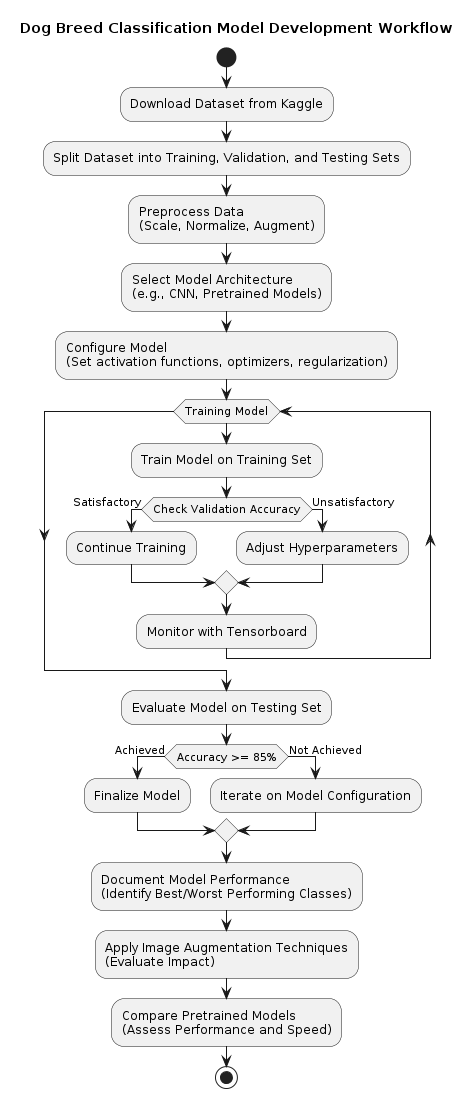 Dog Breed Classification Model Development Workflow
Download Dataset from Kaggle
Split Dataset into Training, Validation, and Testing Sets
Preprocess Data
(Scale, Normalize, Augment)
Select Model Architecture
(e.g., CNN, Pretrained Models)
Configure Model
(Set activation functions, optimizers, regularization)
Training Model
Train Model on Training Set
Satisfactory
Check Validation Accuracy
Unsatisfactory
Continue Training
Adjust Hyperparameters
Monitor with Tensorboard
Evaluate Model on Testing Set
Achieved
Accuracy >= 85%
Not Achieved
Finalize Model
Iterate on Model Configuration
Document Model Performance
(Identify Best/Worst Performing Classes)
Apply Image Augmentation Techniques
(Evaluate Impact)
Compare Pretrained Models
(Assess Performance and Speed)